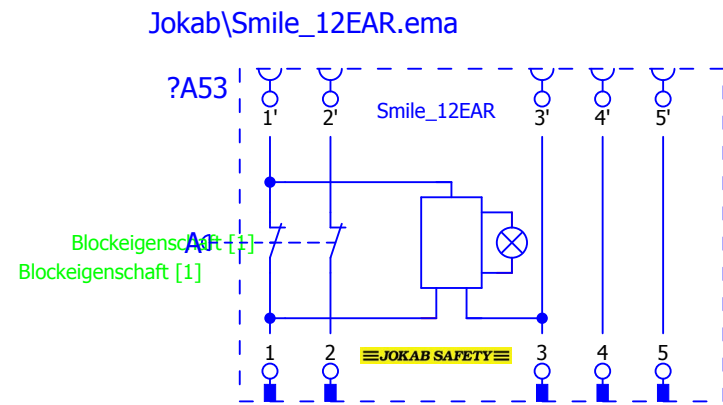 Jokab\Smile_12EAR.ema
?A53
1' 2' Smile_12EAR 3' 4' 5'
Blockeigenschaft [1]
A1
Blockeigenschaft [1]
1 2 JOKAB SAFETY 3 4 5